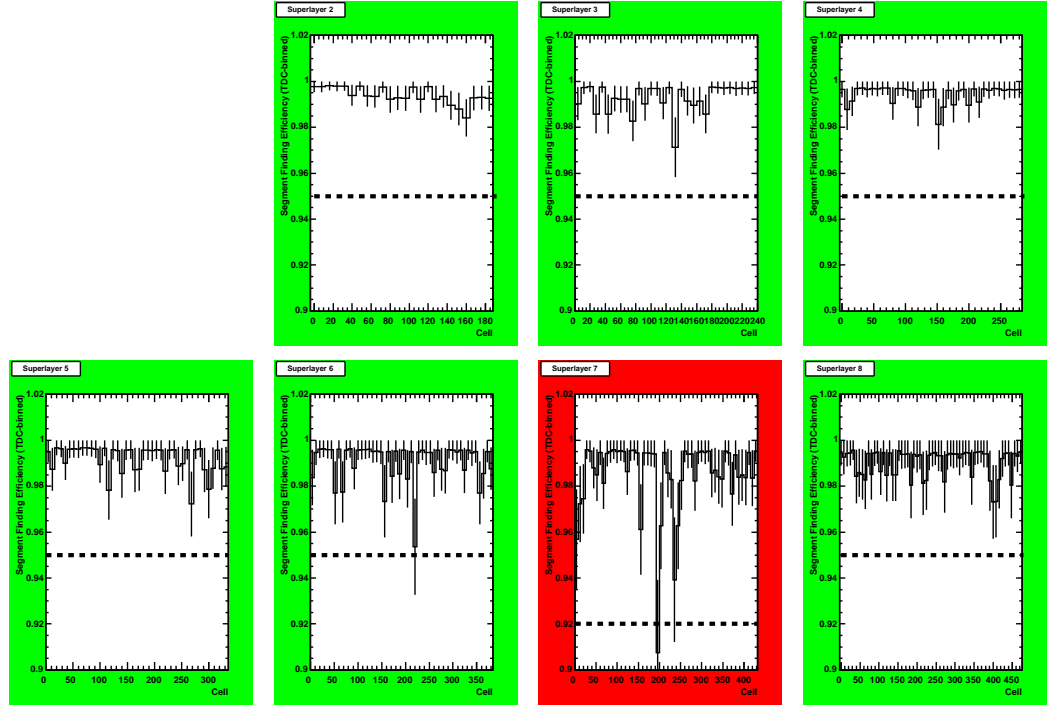 Superlayer 2
Segment Finding Efficiency (TDC-binned)
1.02
1
0.98
0.96
0.94
0.92
0.9
0 20 40 60 80 100 120 140 160 180
Cell
Superlayer 3
Segment Finding Efficiency (TDC-binned)
1.02
1
0.98
0.96
0.94
0.92
0.9
0 20 40 60 80 100 120 140 160 180 200 220 240
Cell
Superlayer 4
Segment Finding Efficiency (TDC-binned)
1.02
1
0.98
0.96
0.94
0.92
0.9
0 50 100 150 200 250
Cell
Superlayer 5
Segment Finding Efficiency (TDC-binned)
1.02
1
0.98
0.96
0.94
0.92
0.9
0 50 100 150 200 250 300
Cell
Superlayer 6
Segment Finding Efficiency (TDC-binned)
1.02
1
0.98
0.96
0.94
0.92
0.9
0 50 100 150 200 250 300 350
Cell
Superlayer 7
Segment Finding Efficiency (TDC-binned)
1.02
1
0.98
0.96
0.94
0.92
0.9
0 50 100 150 200 250 300 350 400
Cell
Superlayer 8
Segment Finding Efficiency (TDC-binned)
1.02
1
0.98
0.96
0.94
0.92
0.9
0 50 100 150 200 250 300 350 400 450
Cell